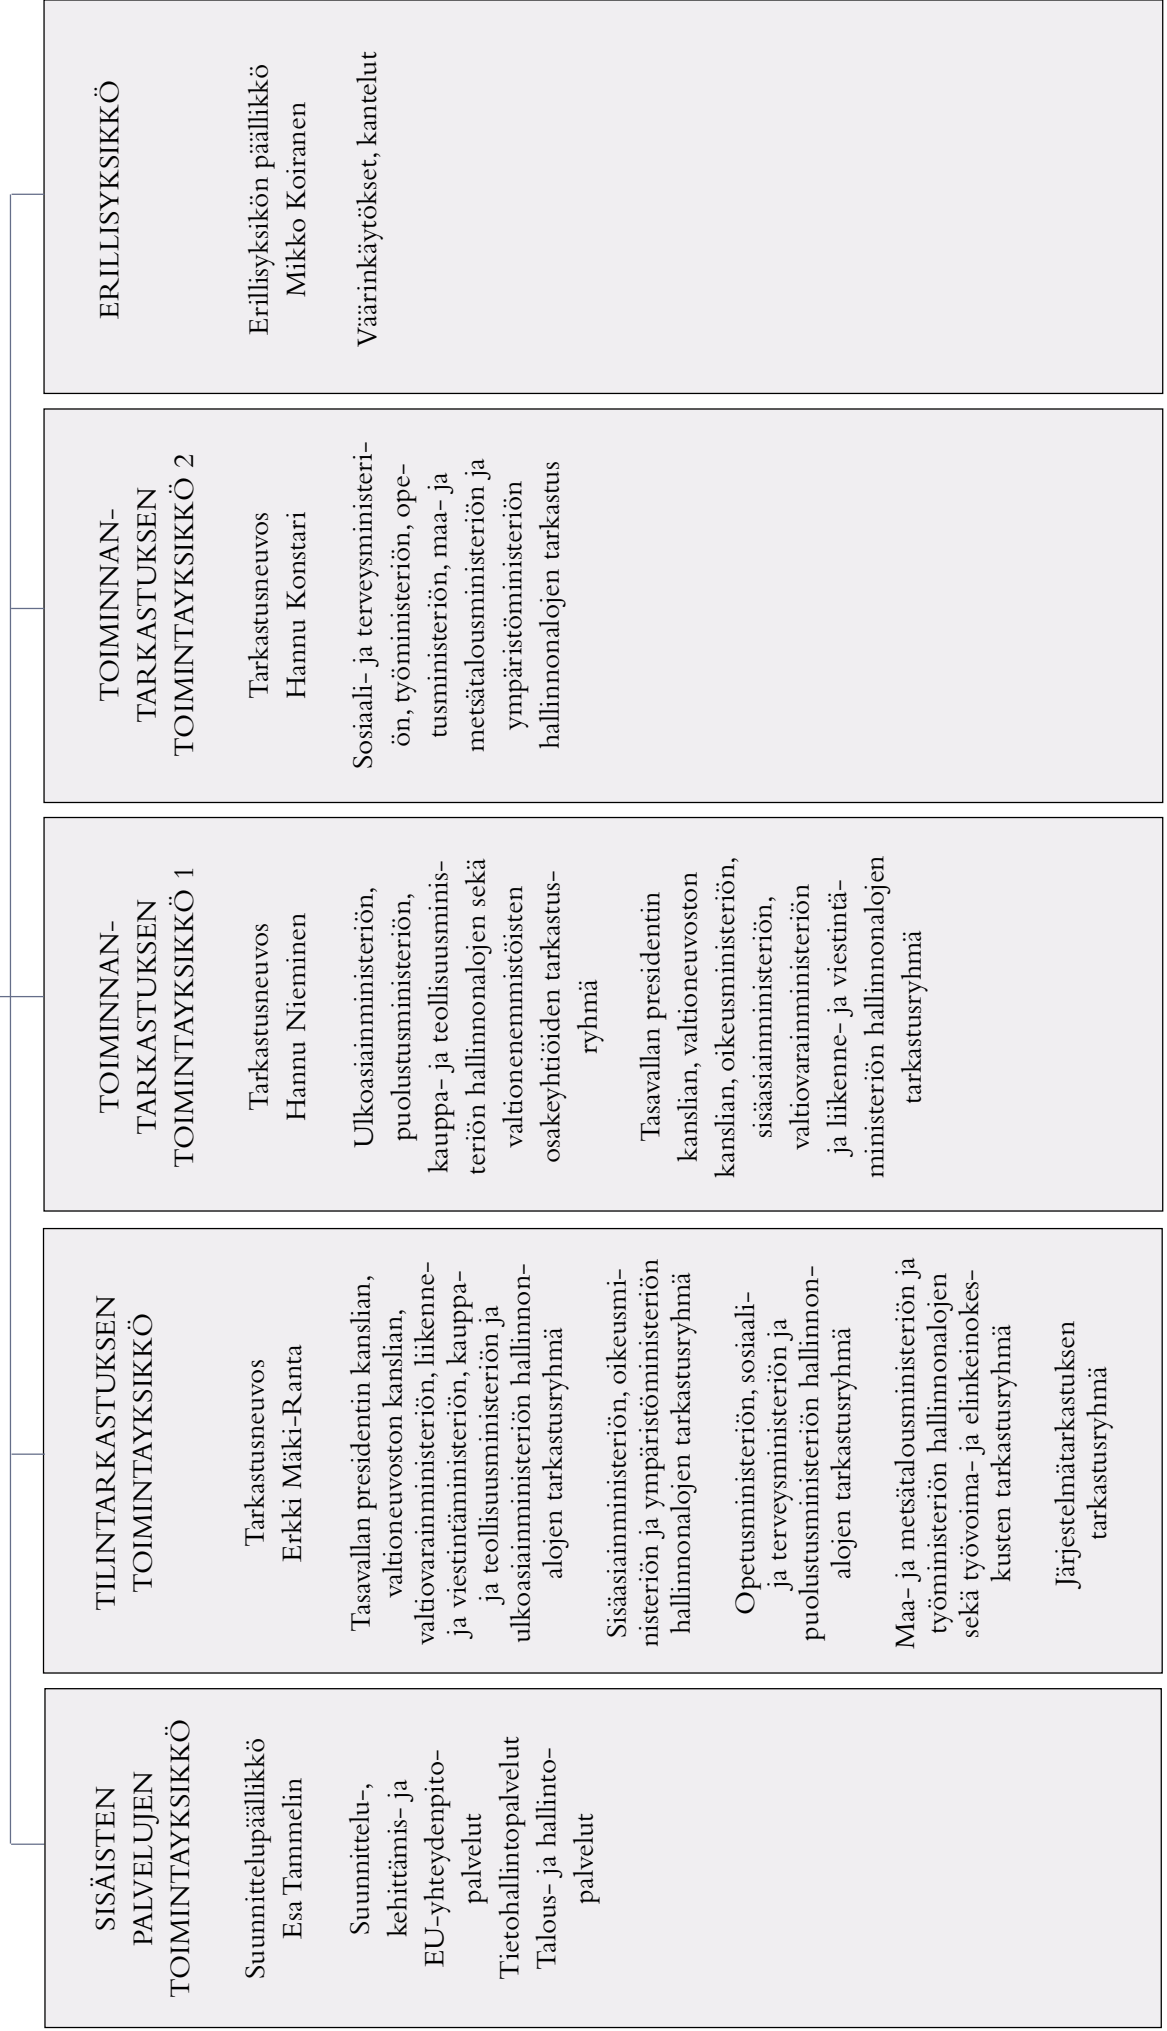 SISÄISTEN
PALVELUJEN
TOIMINTAYKSIKKÖ
Suunnittelupäällikkö
Esa Tammelin
Suunnittelu-,
kehittämis- ja
EU-yhteydenpito-
palvelut
Tietohallintopalvelut
Talous- ja hallinto-
palvelut
TILINTARKASTUKSEN
TOIMINTAYKSIKKÖ
Tarkastusneuvos
Erkki Mäki-Ranta
Tasavallan presidentin kanslian,
valtioneuvoston kanslian,
valtiovarainministeriön, liikenne-
ja viestintäministeriön, kauppa-
ja teollisuusministeriön ja
ulkoasiainministeriön hallinnon-
alojen tarkastusryhmä
Sisäasiainministeriön, oikeusmi-
nisteriön ja ympäristöministeriön
hallinnonalojen tarkastusryhmä
Opetusministeriön, sosiaali-
ja terveysministeriön ja
puolustusministeriön hallinnon-
alojen tarkastusryhmä
Maa- ja metsätalousministeriön ja
työministeriön hallinnonalojen
sekä työvoima- ja elinkeinokes-
kusten tarkastusryhmä
Järjestelmätarkastuksen
tarkastusryhmä
TOIMINNAN-
TARKASTUKSEN
TOIMINTAYKSIKKÖ 1
Tarkastusneuvos
Hannu Nieminen
Ulkoasiainministeriön,
puolustusministeriön,
kauppa- ja teollisuusminis-
teriön hallinnonalojen sekä
valtionenemmistöisten
osakeyhtiöiden tarkastus-
ryhmä
Tasavallan presidentin
kanslian, valtioneuvoston
kanslian, oikeusministeriön,
sisäasiainministeriön,
valtiovarainministeriön
ja liikenne- ja viestintä-
ministeriön hallinnonalojen
tarkastusryhmä
TOIMINNAN-
TARKASTUKSEN
TOIMINTAYKSIKKÖ 2
Tarkastusneuvos
Hannu Konstari
Sosiaali- ja terveysministeri-
ön, työministeriön, ope-
tusministeriön, maa- ja
metsätalousministeriön ja
ympäristöministeriön
hallinnonalojen tarkastus
ERILLISYKSIKKÖ
Erillisyksikön päällikkö
Mikko Koiranen
Väärinkäytökset, kantelut